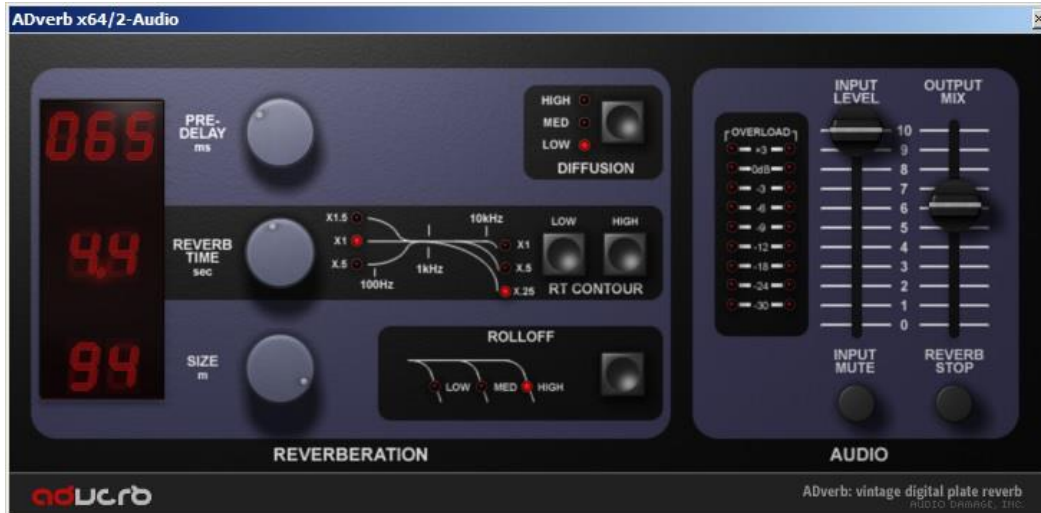 ADverb x64/2-Audio
065
PRE-
DELAY
ms
HIGH
MED
LOW
DIFFUSION
4.4
REVERB
TIME
sec
X1.5
X1
X.5
100Hz
1kHz
10kHz
X1
X.5
X.25
LOW HIGH
RT CONTOUR
94
SIZE
m
ROLLOFF
LOW MED HIGH
REVERBERATION
INPUT
LEVEL
OUTPUT
MIX
OVERLOAD
+3
0dB
-3
-6
-9
-12
-18
-24
-30
10
9
8
7
6
5
4
3
2
1
0
INPUT
MUTE
REVERB
STOP
AUDIO
adverb
ADverb: vintage digital plate reverb
AUDIO DAMAGE, INC.